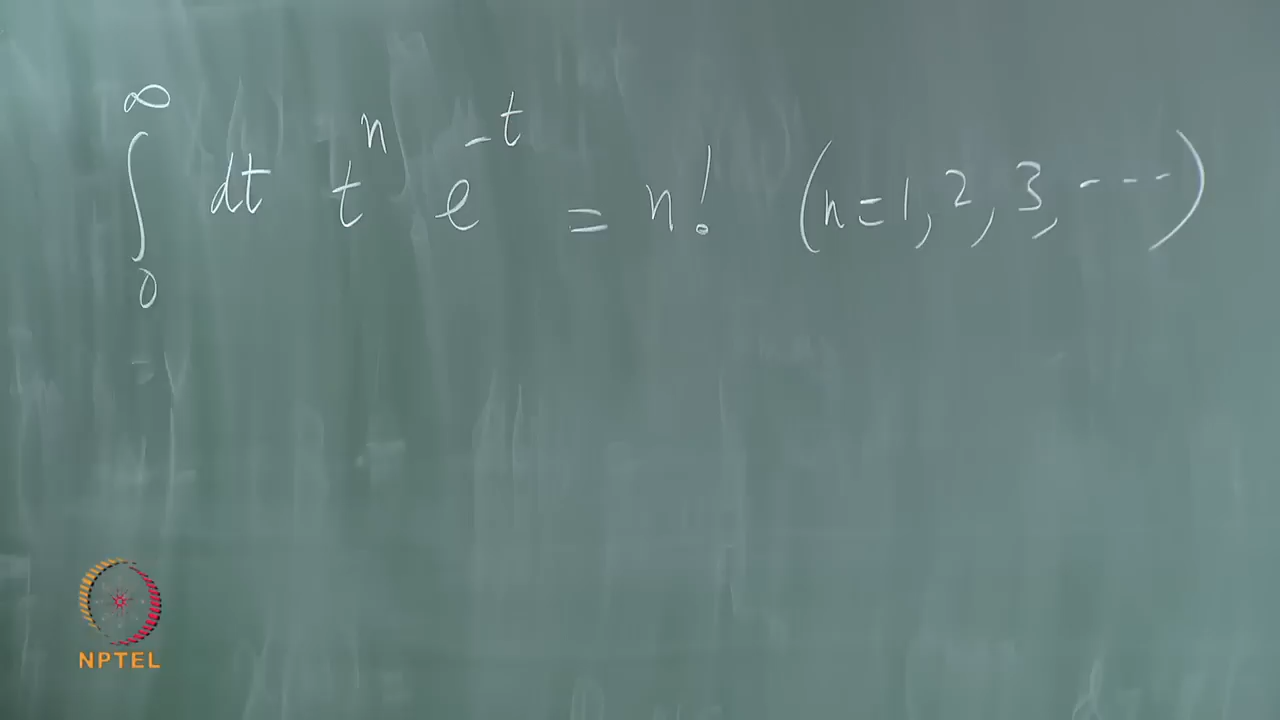 ∫₀^∞ dt tⁿ e^{-t} = n! (n=1, 2, 3, ---)
NPTEL